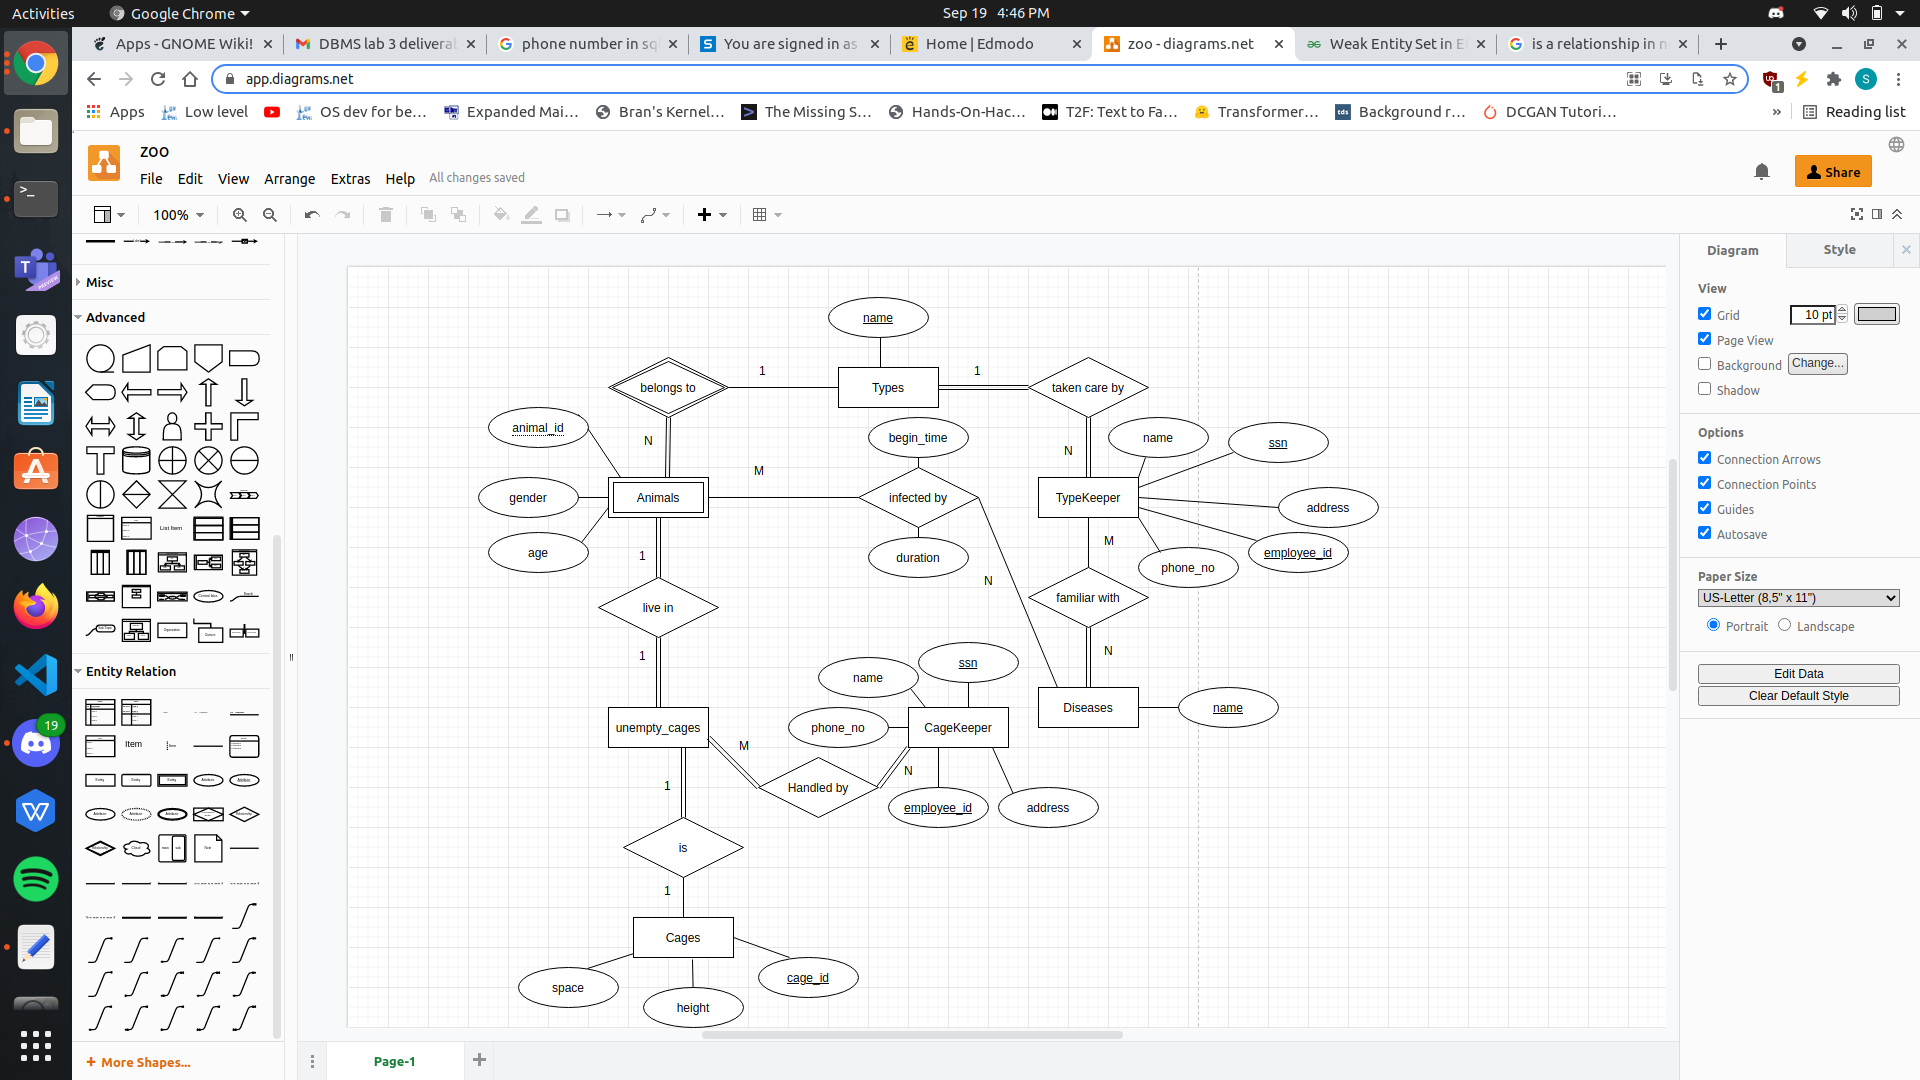 Activities
Google Chrome
Sep 19 4:46 PM
Apps - GNOME Wiki!
DBMS lab 3 deliverab
phone number in sq
You are signed in as
Home | Edmodo
zoo - diagrams.net
Weak Entity Set in E
is a relationship in n
app.diagrams.net
S
1
Apps
Low level
OS dev for be...
Expanded Mai...
Bran's Kernel...
The Missing S...
Hands-On-Hac...
T2F: Text to Fa...
Transformer...
Background r...
DCGAN Tutori...
»
Reading list
zoo
File
Edit
View
Arrange
Extras
Help
All changes saved
Share
100%
Misc
Advanced
List Item
Entity Relation
Item
More Shapes...
19
Diagram
Style
View
Grid
10 pt
Page View
Background
Change...
Shadow
Options
Connection Arrows
Connection Points
Guides
Autosave
Paper Size
US-Letter (8,5" x 11")
Portrait
Landscape
Edit Data
Clear Default Style
name
belongs to
1
Types
1
taken care by
animal_id
N
begin_time
N
name
ssn
M
gender
Animals
infected by
TypeKeeper
address
age
1
duration
M
phone_no
employee_id
N
live in
familiar with
1
name
ssn
N
unempty_cages
M
phone_no
CageKeeper
Diseases
name
1
Handled by
N
employee_id
address
is
1
Cages
space
height
cage_id
Page-1